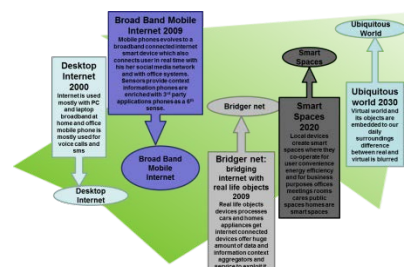 Desktop
Internet
2000
Internet is used
mostly with PC
and laptop
broadband at
home and office
mobile phone is
mostly used for
voice calls and
sms
Desktop
Internet
Broad Band Mobile
Internet 2009
Mobile phones evolves to a
broadband connected internet
smart device which also
connects user in real time with
his her social media network
and with office systems.
Sensors provide context
information phones are
enriched with 3rd party
applications phones as a 6th
sense.
Broad Band
Mobile
Internet
Bridger net
Bridger net:
bridging
internet with
real life objects
2009
Real life objects
devices processes
cars and homes
appliances get
internet connected
devices offer huge
amount of data and
information context
aggregators and
service to exploit
Smart
Spaces
Smart
Spaces
2020
Local devices
create smart
spaces where they
co-operate for
user convenience
energy efficiency
and for business
purposes offices
meetings rooms
cares public
spaces homes are
smart spaces
Ubiquitous
World
Ubiquitous
world 2030
Virtual world
and its objects are
embedded to our
daily
surroundings
difference
between real and
virtual is blurred